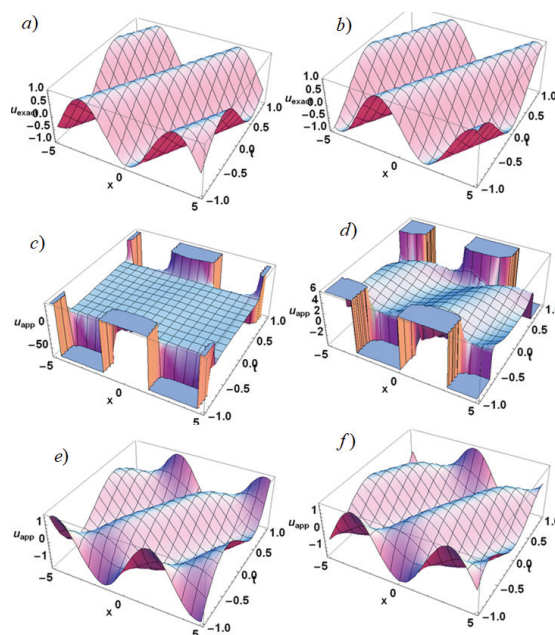 a) b)
1.0 0.5 0.0 -0.5 -1.0 u_exact -5 0 x 5 -1.0 -0.5 0.0 t 0.5 1.0
1.0 0.5 0.0 -0.5 -1.0 u_exact -5 0 x 5 -1.0 -0.5 0.0 t 0.5 1.0
c) d)
0 -50 u_app -5 0 x 5 -1.0 -0.5 0.0 t 0.5 1.0
6 4 2 0 -2 u_app -5 0 x 5 -1.0 -0.5 0.0 t 0.5 1.0
e) f)
1 0 -1 u_app -5 0 x 5 -1.0 -0.5 0.0 t 0.5 1.0
1 0 -1 u_app -5 0 x 5 -1.0 -0.5 0.0 t 0.5 1.0